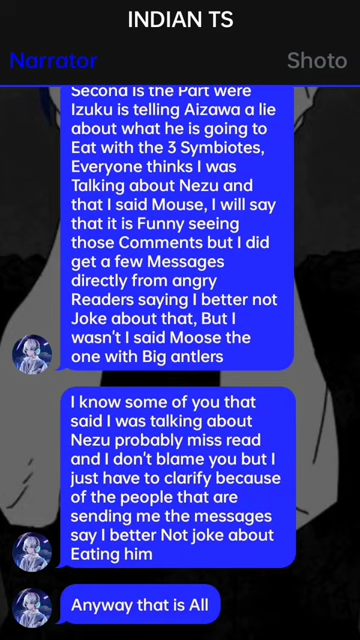 INDIAN TS
Narrator
Shoto
Second Is the Part were
Izuku is telling Aizawa a lie
about what he is going to
Eat with the 3 Symbiotes,
Everyone thinks I was
Talking about Nezu and
that I said Mouse, I will say
that it is Funny seeing
those Comments but I did
get a few Messages
directly from angry
Readers saying I better not
Joke about that, But I
wasn't I said Moose the
one with Big antlers
I know some of you that
said I was talking about
Nezu probably miss read
and I don't blame you but I
just have to clarify because
of the people that are
sending me the messages
say I better Not joke about
Eating him
Anyway that is All